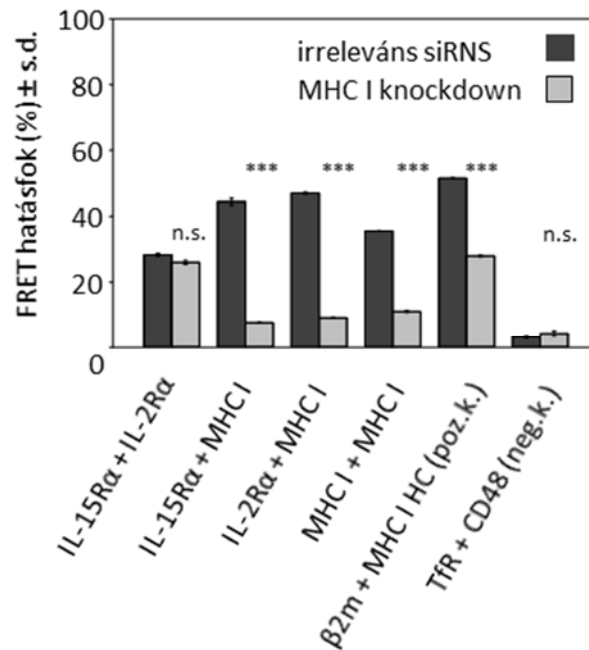 FRET hatásfok (%) ± s.d.
100
80
60
40
20
0
irreleváns siRNS
MHC I knockdown
n.s.
***
***
***
***
n.s.
IL-15Rα + IL-2Rα
IL-15Rα + MHC I
IL-2Rα + MHC I
MHC I + MHC I
β2m + MHC I HC (poz.k.)
TfR + CD48 (neg.k.)